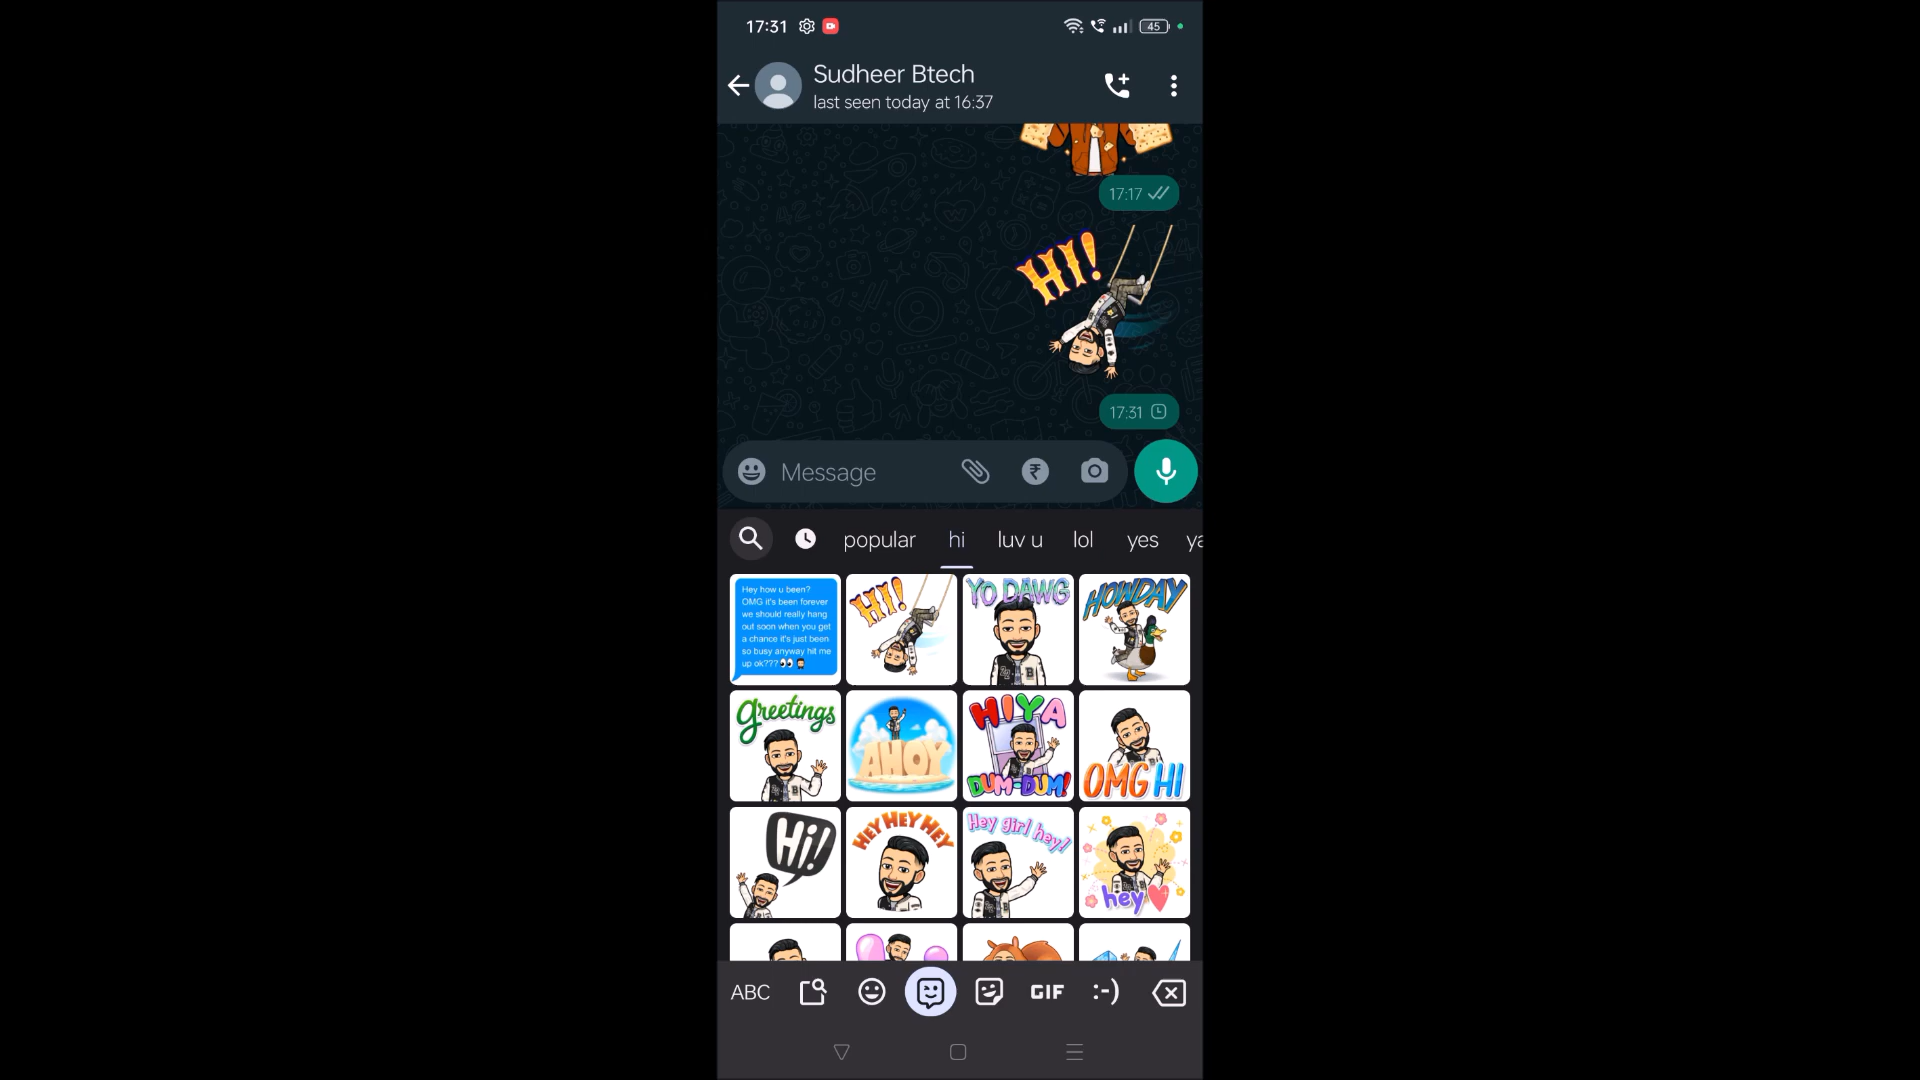 17:31
45
Sudheer Btech
last seen today at 16:37
17:17
HI!
17:31
Message
popular hi luv u lol yes ya
Hey how u been?
OMG it's been forever
we should really hang
out soon when you get
a chance it's just been
so busy anyway hit me
up ok???
HI!
YO DAWG
HOWDAY
greetings
AHOY
HIYA
DUM-DUM!
OMG HI
Hi!
HEY HEY HEY
Hey girl hey!
hey
ABC
GIF
:-)